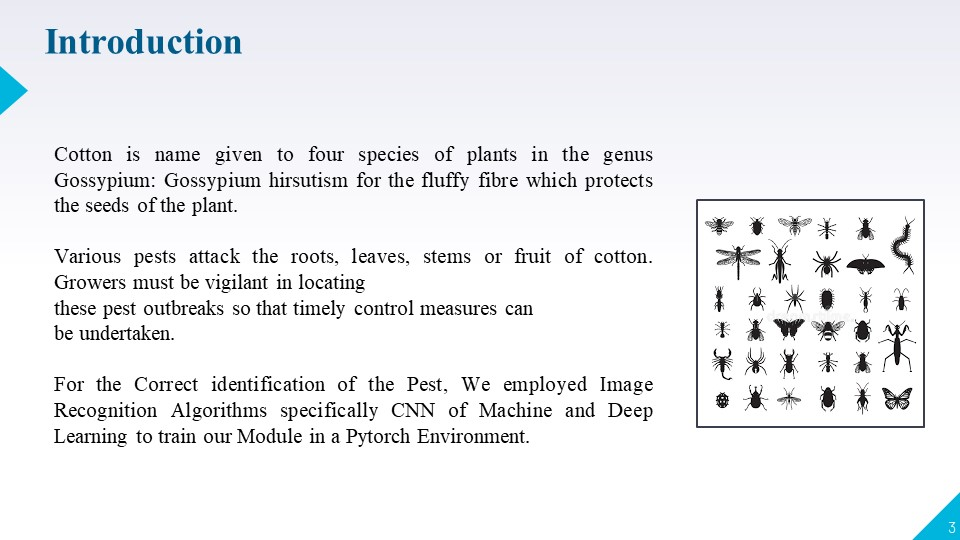 Introduction
Cotton is name given to four species of plants in the genus
Gossypium: Gossypium hirsutism for the fluffy fibre which protects
the seeds of the plant.
Various pests attack the roots, leaves, stems or fruit of cotton.
Growers must be vigilant in locating
these pest outbreaks so that timely control measures can
be undertaken.
For the Correct identification of the Pest, We employed Image
Recognition Algorithms specifically CNN of Machine and Deep
Learning to train our Module in a Pytorch Environment.
3